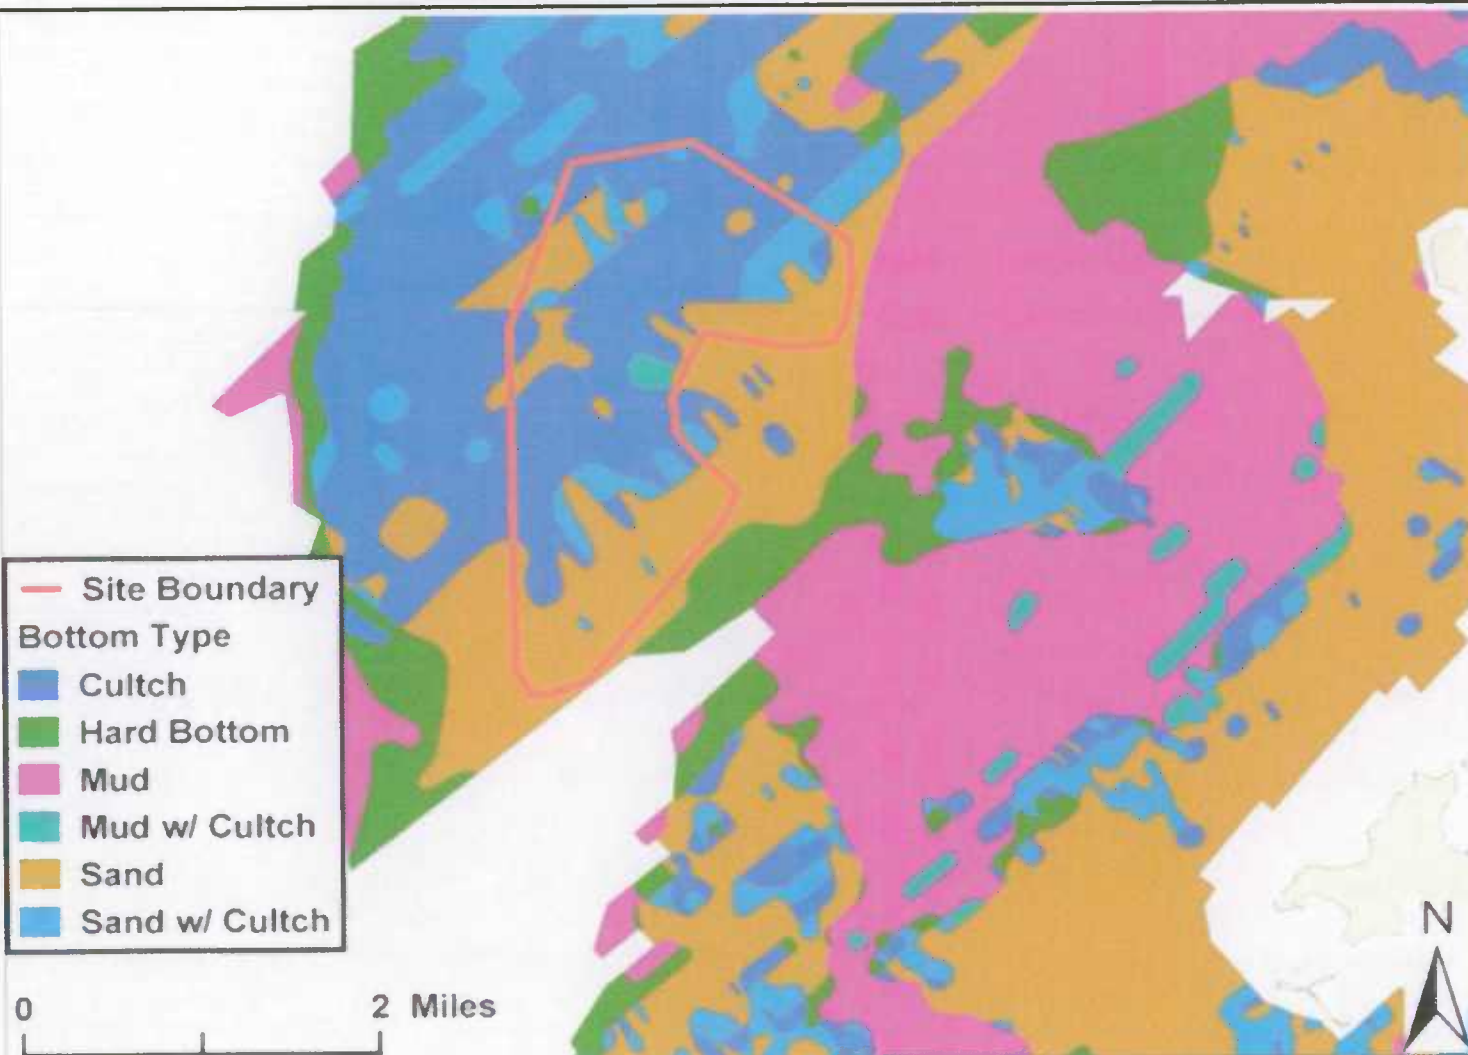 Site Boundary
Bottom Type
Cultch
Hard Bottom
Mud
Mud w/ Cultch
Sand
Sand w/ Cultch
N
0 2 Miles